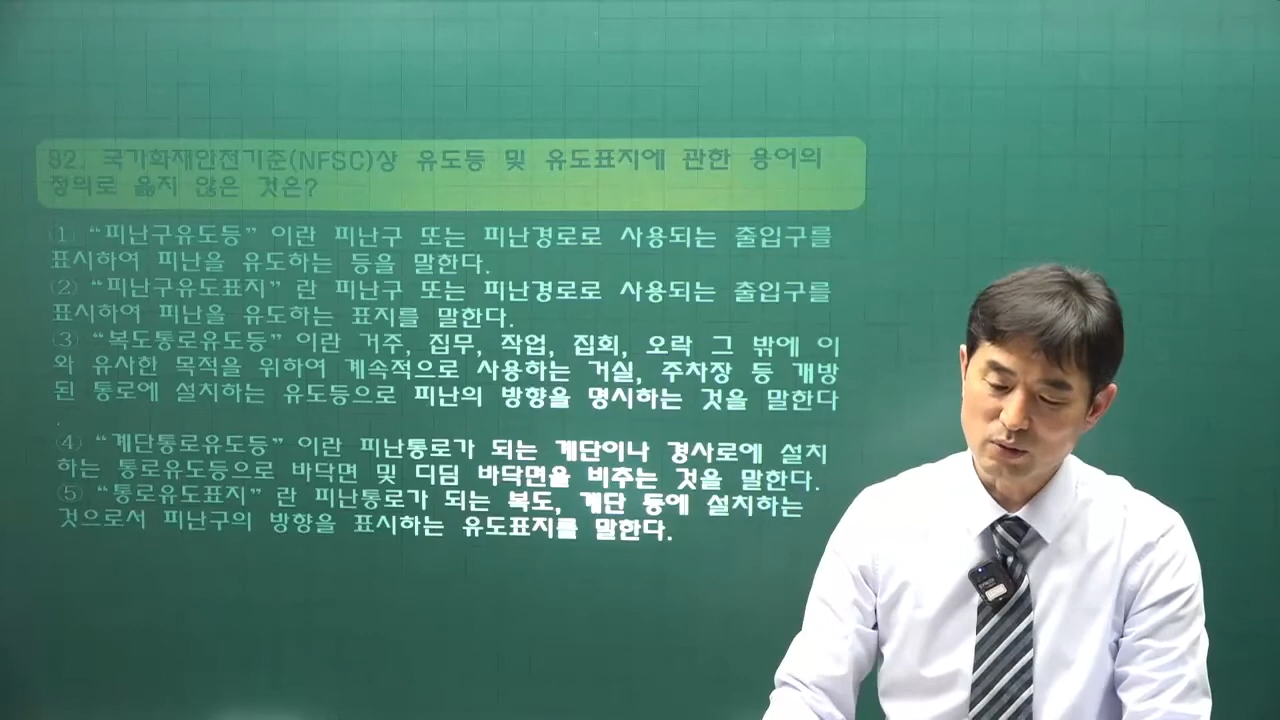 82. 국가화재안전기준(NFSC)상 유도등 및 유도표지에 관한 용어의
정의로 옳지 않은 것은?
① “피난구유도등” 이란 피난구 또는 피난경로로 사용되는 출입구를
표시하여 피난을 유도하는 등을 말한다.
② “피난구유도표지” 란 피난구 또는 피난경로로 사용되는 출입구를
표시하여 피난을 유도하는 표지를 말한다.
③ “복도통로유도등” 이란 거주, 집무, 작업, 집회, 오락 그 밖에 이
와 유사한 목적을 위하여 계속적으로 사용하는 거실, 주차장 등 개방
된 통로에 설치하는 유도등으로 피난의 방향을 명시하는 것을 말한다
.
④ “계단통로유도등” 이란 피난통로가 되는 계단이나 경사로에 설치
하는 통로유도등으로 바닥면 및 디딤 바닥면을 비추는 것을 말한다.
⑤ “통로유도표지” 란 피난통로가 되는 복도, 계단 등에 설치하는
것으로서 피난구의 방향을 표시하는 유도표지를 말한다.